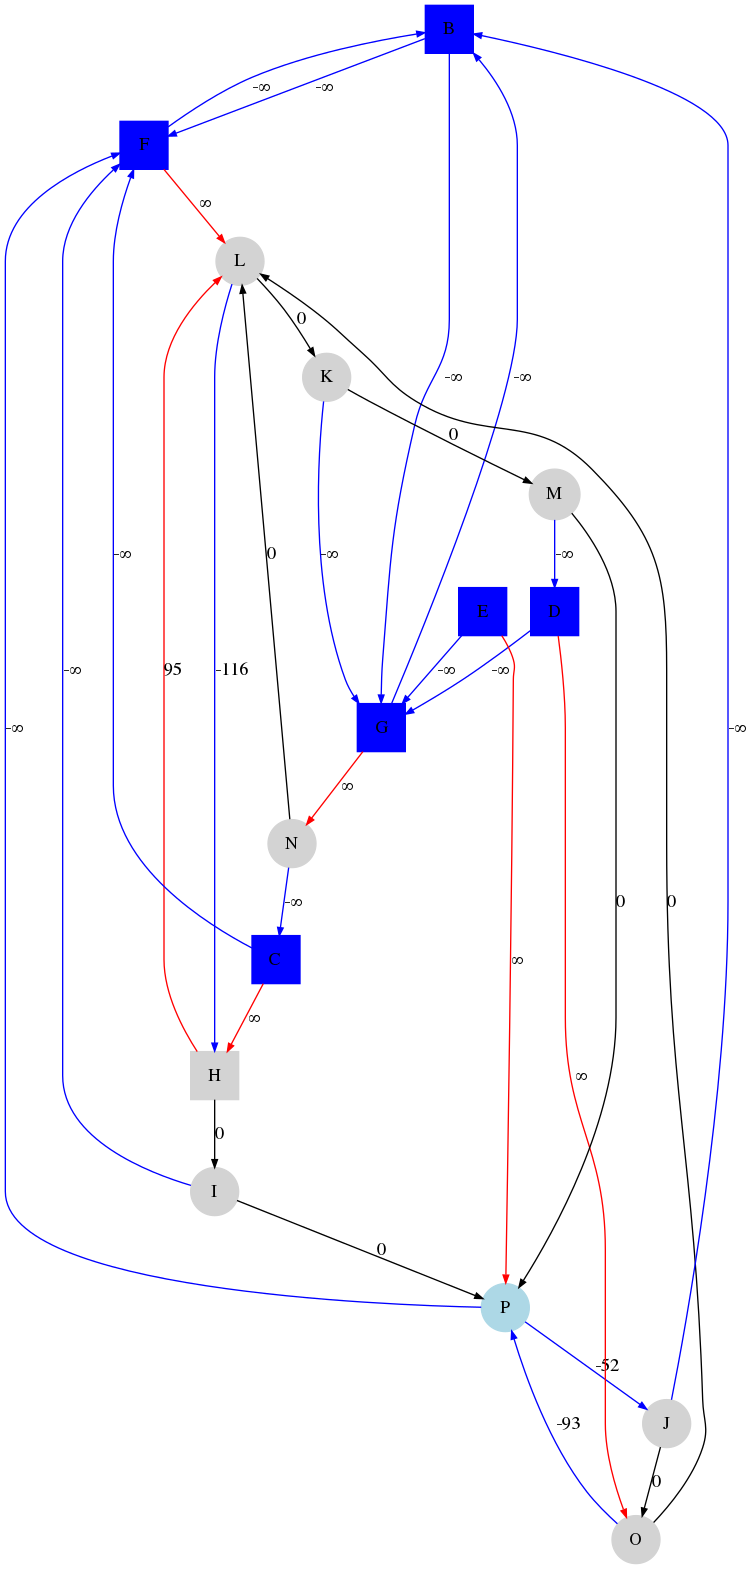 B
-∞ -∞
F
∞
L
0
K
-∞ -∞
0
M
-∞ 0 -∞ -∞
E D
95 -116 -∞ -∞ -∞
-∞ G -∞
∞
N
-∞ 0 0
C ∞
∞
H ∞
0
I
0
P
-52
-93 J
0
O